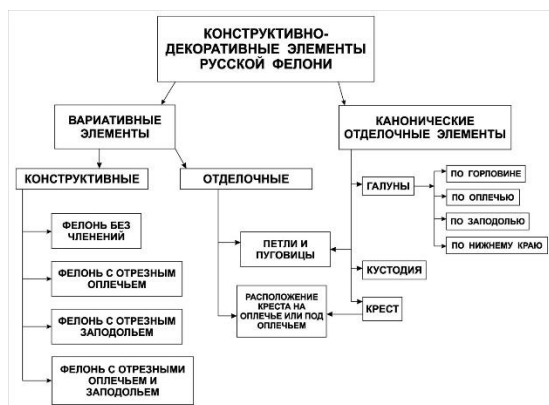 КОНСТРУКТИВНО-
ДЕКОРАТИВНЫЕ ЭЛЕМЕНТЫ
РУССКОЙ ФЕЛОНИ
ВАРИАТИВНЫЕ
ЭЛЕМЕНТЫ
КАНОНИЧЕСКИЕ
ОТДЕЛОЧНЫЕ ЭЛЕМЕНТЫ
КОНСТРУКТИВНЫЕ
ОТДЕЛОЧНЫЕ
ФЕЛОНЬ БЕЗ
ЧЛЕНЕНИЙ
ФЕЛОНЬ С ОТРЕЗНЫМ
ОПЛЕЧЬЕМ
ФЕЛОНЬ С ОТРЕЗНЫМ
ЗАПОДОЛЬЕМ
ФЕЛОНЬ С ОТРЕЗНЫМИ
ОПЛЕЧЬЕМ И
ЗАПОДОЛЬЕМ
ПЕТЛИ И
ПУГОВИЦЫ
РАСПОЛОЖЕНИЕ
КРЕСТА НА
ОПЛЕЧЬЕ ИЛИ ПОД
ОПЛЕЧЬЕМ
ГАЛУНЫ
КУСТОДИЯ
КРЕСТ
ПО ГОРЛОВИНЕ
ПО ОПЛЕЧЬЮ
ПО ЗАПОДОЛЬЮ
ПО НИЖНЕМУ КРАЮ